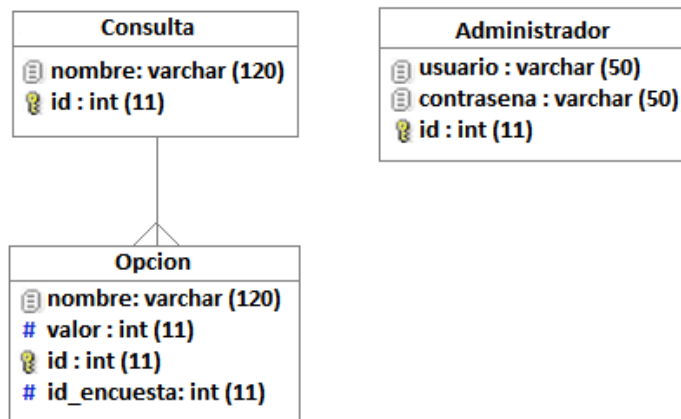 Consulta
nombre: varchar (120)
id : int (11)
Administrador
usuario : varchar (50)
contrasena : varchar (50)
id : int (11)
Opcion
nombre: varchar (120)
# valor : int (11)
id : int (11)
# id_encuesta: int (11)